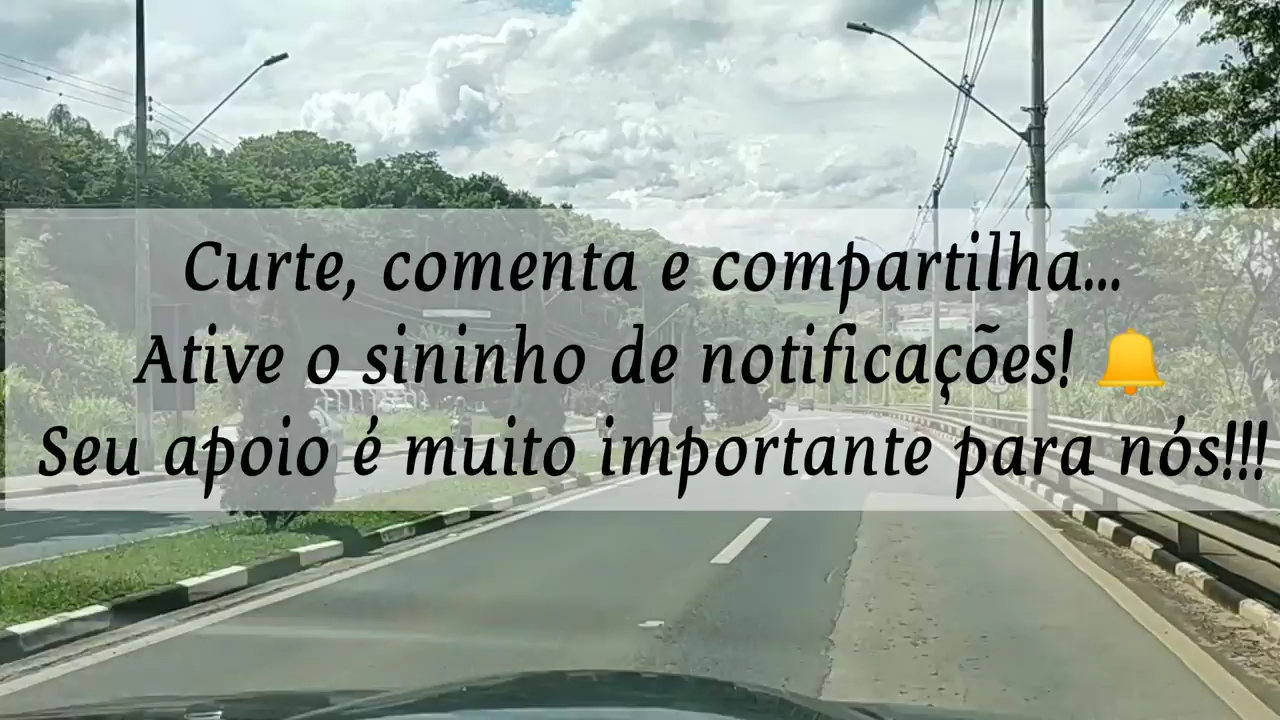 Curte, comenta e compartilha...
Ative o sininho de notificações! 🔔
Seu apoio é muito importante para nós!!!